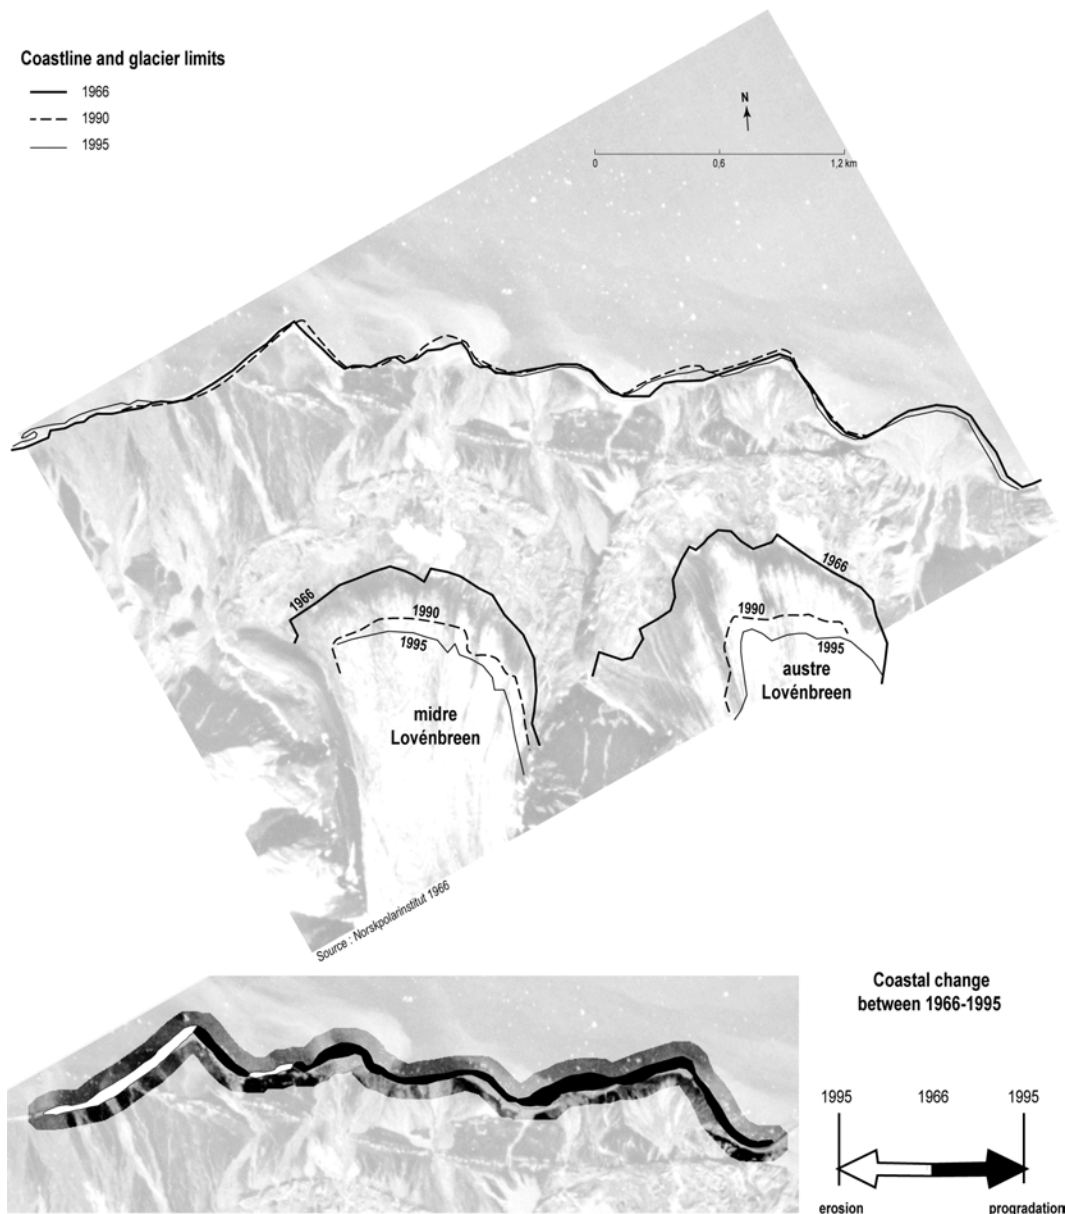 Coastline and glacier limits
1966
1990
1995
N
0
0,6
1,2 km
1966
1990
1995
midre
Lovénbreen
1966
1990
1995
austre
Lovénbreen
Source : Norskpolarinstitut 1966
Coastal change
between 1966-1995
1995
1966
1995
erosion
progradation